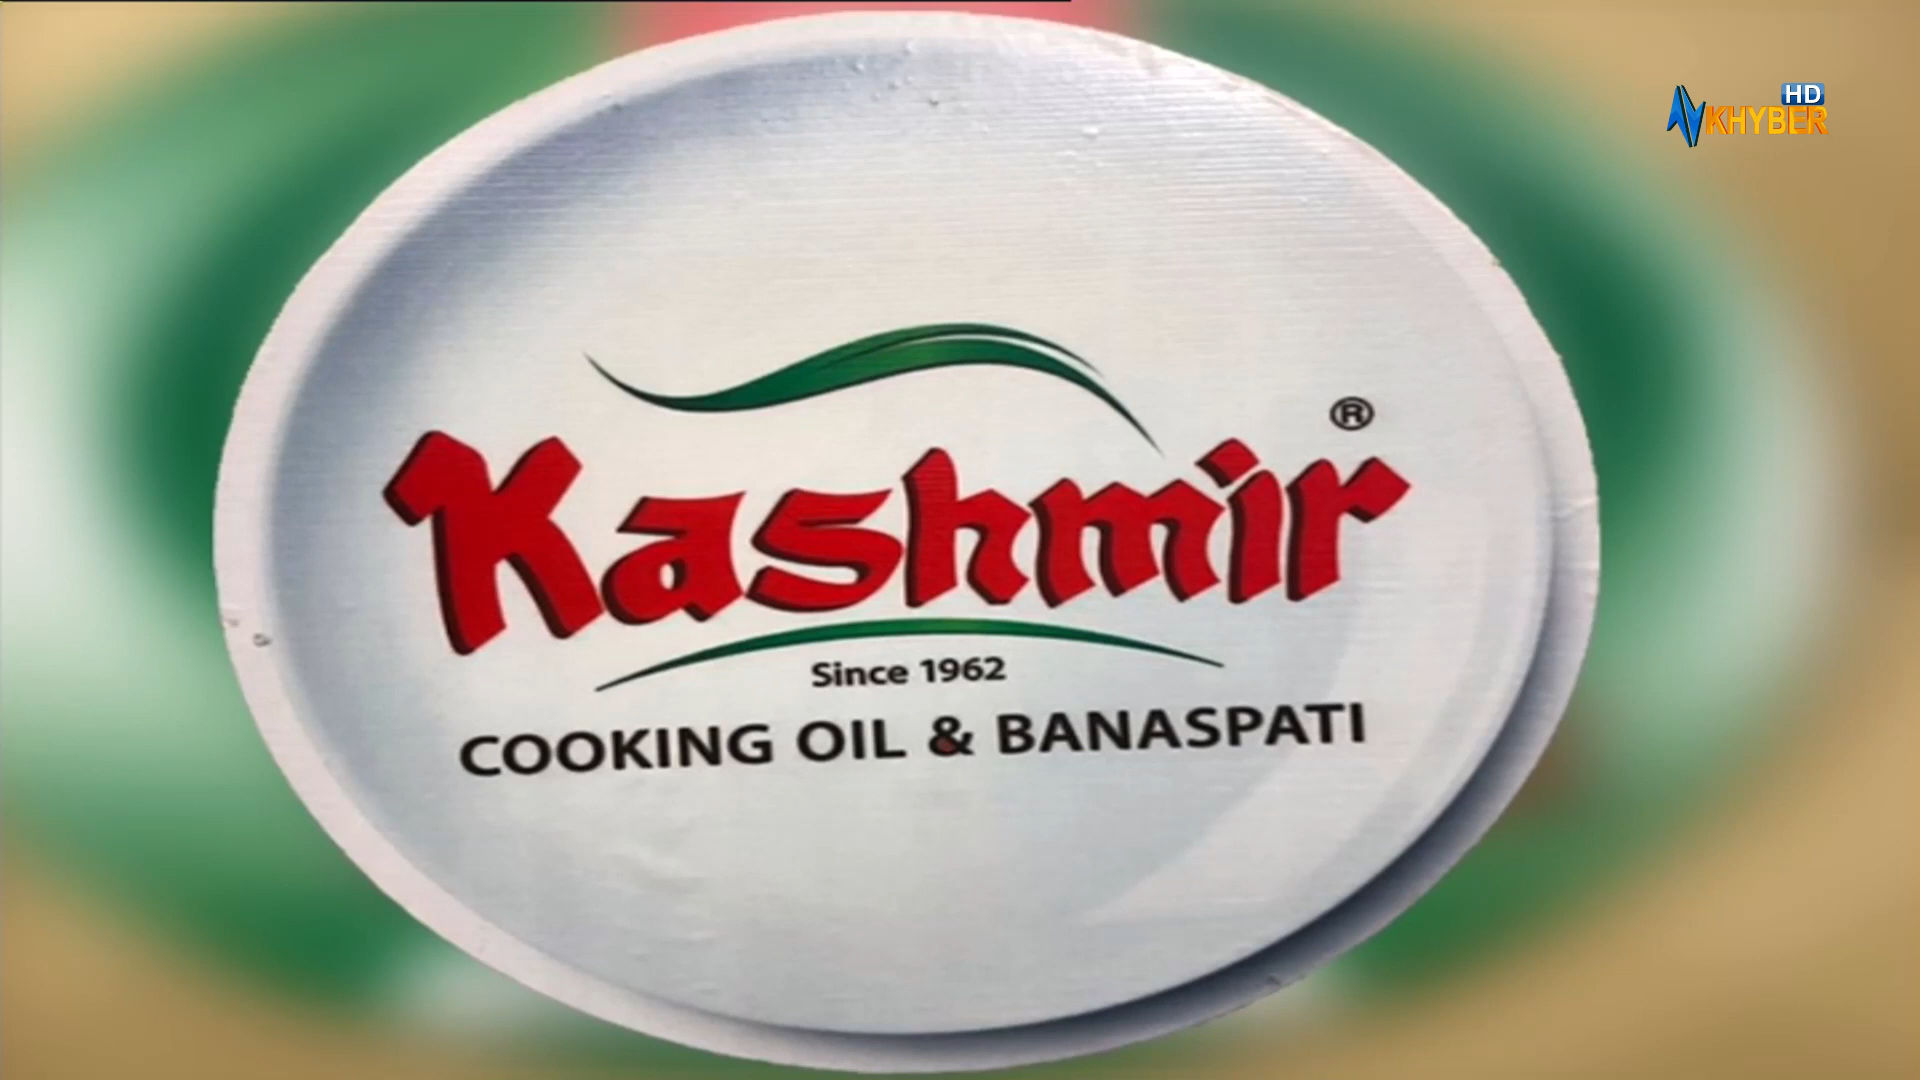 HD
KHYBER
Kashmir ®
Since 1962
COOKING OIL & BANASPATI